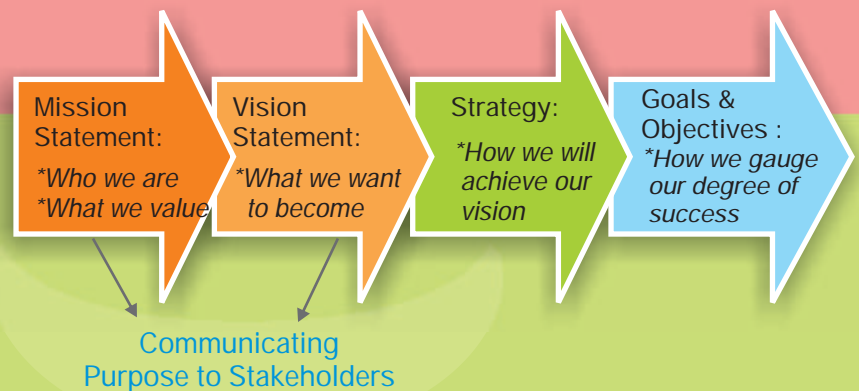 Mission
Statement:
*Who we are
*What we value
Vision
Statement:
*What we want
to become
Strategy:
*How we will
achieve our
vision
Goals &
Objectives :
*How we gauge
our degree of
success
Communicating
Purpose to Stakeholders